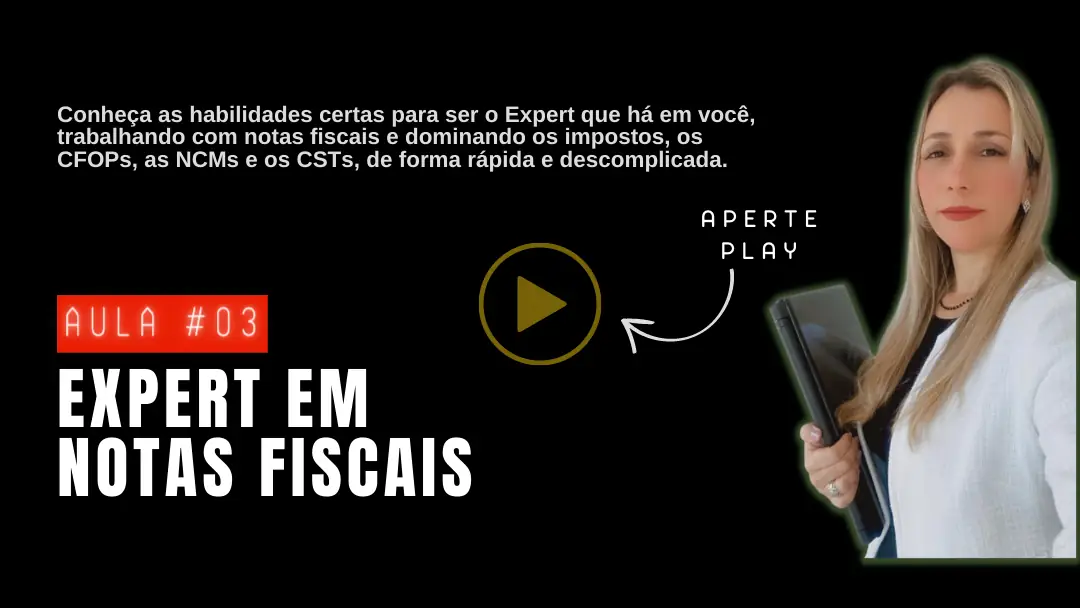 Conheça as habilidades certas para ser o Expert que há em você,
trabalhando com notas fiscais e dominando os impostos, os
CFOPs, as NCMs e os CSTs, de forma rápida e descomplicada.
APERTE
PLAY
AULA #03
EXPERT EM
NOTAS FISCAIS